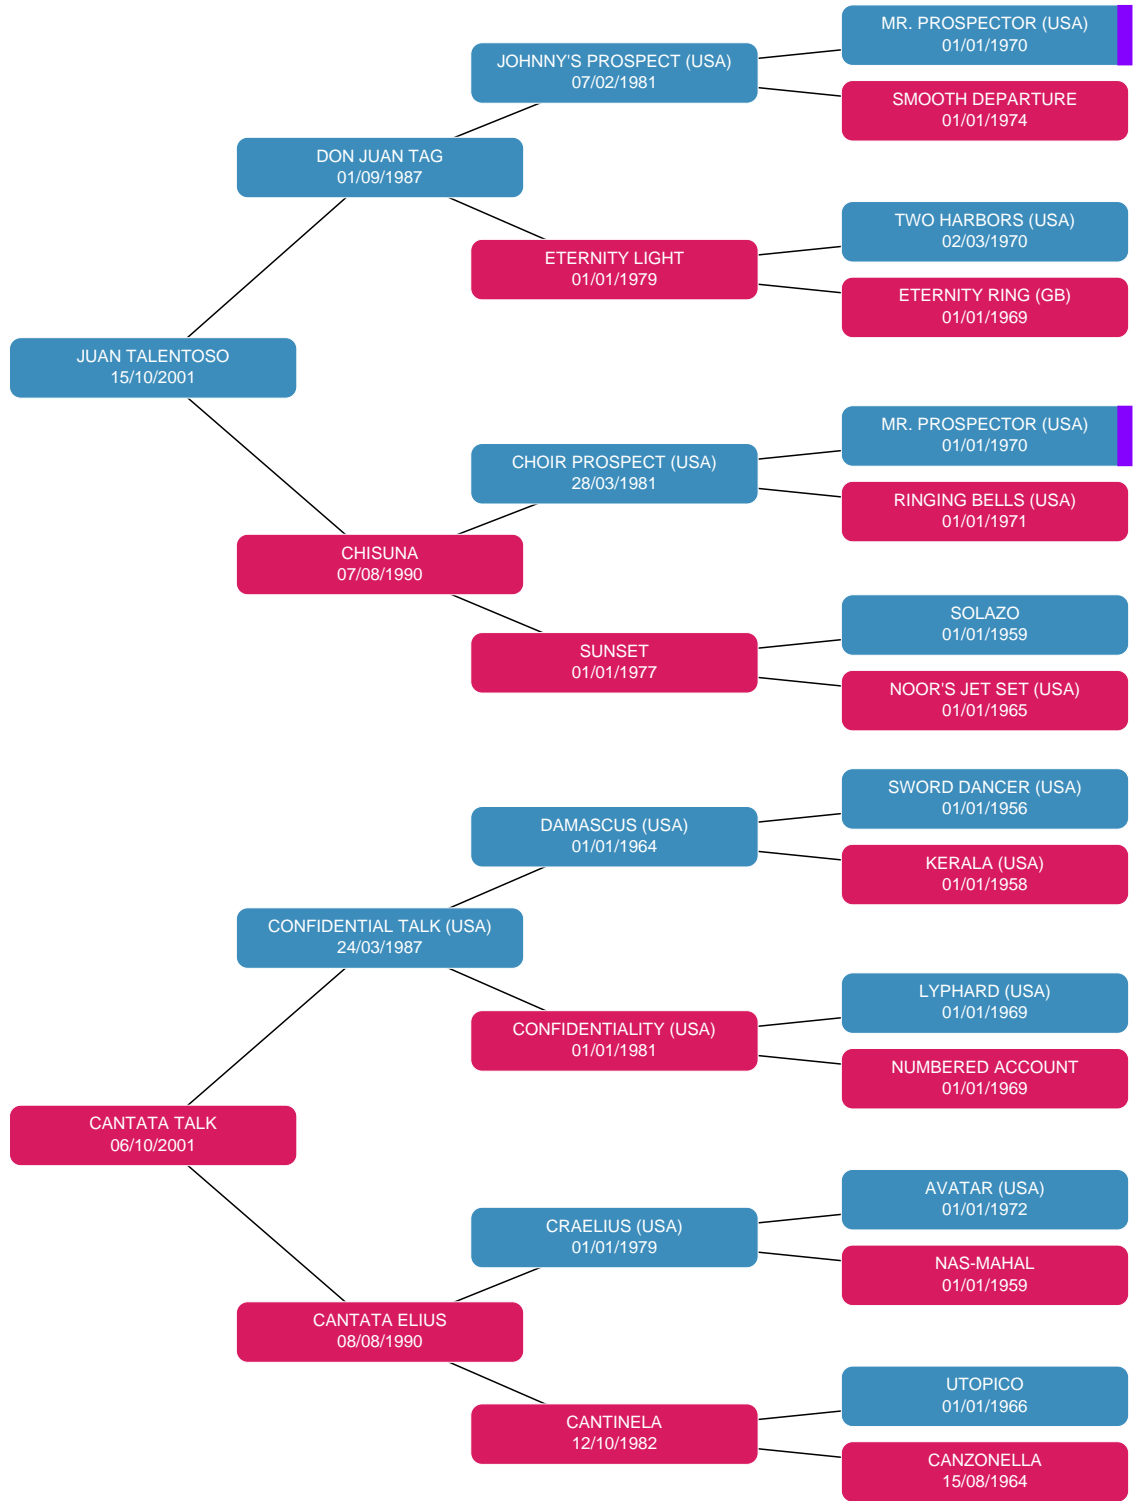 MR. PROSPECTOR (USA)
01/01/1970
JOHNNY'S PROSPECT (USA)
07/02/1981
SMOOTH DEPARTURE
01/01/1974
DON JUAN TAG
01/09/1987
TWO HARBORS (USA)
02/03/1970
ETERNITY LIGHT
01/01/1979
ETERNITY RING (GB)
01/01/1969
JUAN TALENTOSO
15/10/2001
MR. PROSPECTOR (USA)
01/01/1970
CHOIR PROSPECT (USA)
28/03/1981
RINGING BELLS (USA)
01/01/1971
CHISUNA
07/08/1990
SOLAZO
01/01/1959
SUNSET
01/01/1977
NOOR'S JET SET (USA)
01/01/1965
SWORD DANCER (USA)
01/01/1956
DAMASCUS (USA)
01/01/1964
KERALA (USA)
01/01/1958
CONFIDENTIAL TALK (USA)
24/03/1987
LYPHARD (USA)
01/01/1969
CONFIDENTIALITY (USA)
01/01/1981
NUMBERED ACCOUNT
01/01/1969
CANTATA TALK
06/10/2001
AVATAR (USA)
01/01/1972
CRAELIUS (USA)
01/01/1979
NAS-MAHAL
01/01/1959
CANTATA ELIUS
08/08/1990
UTOPICO
01/01/1966
CANTINELA
12/10/1982
CANZONELLA
15/08/1964